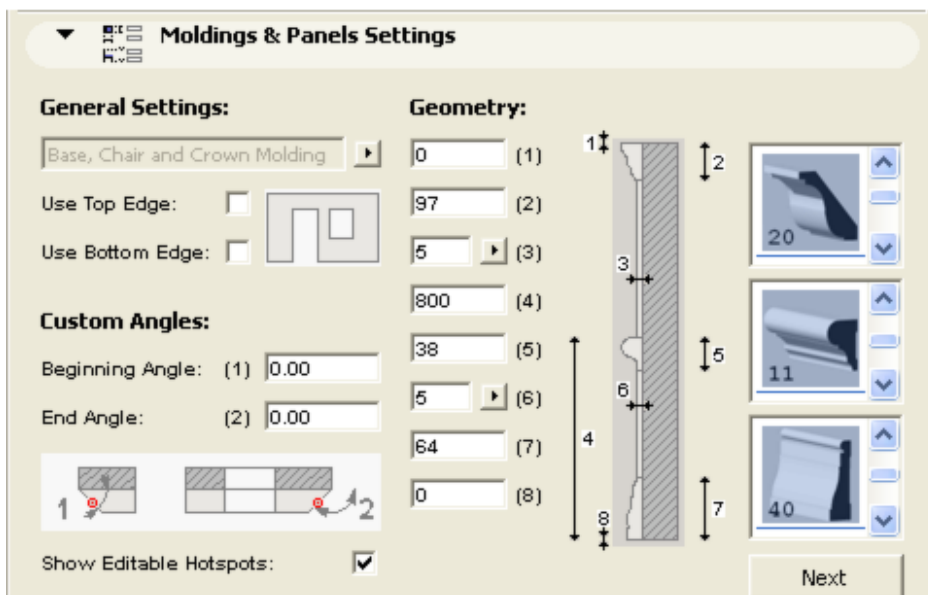 Moldings & Panels Settings
General Settings:
Geometry:
Base, Chair and Crown Molding
0 (1)
Use Top Edge:
97 (2)
Use Bottom Edge:
5 (3)
800 (4)
Custom Angles:
38 (5)
Beginning Angle: (1) 0.00
5 (6)
End Angle: (2) 0.00
64 (7)
0 (8)
1 2
Show Editable Hotspots:
1
2
3
5
6
4
7
8
20
11
40
Next